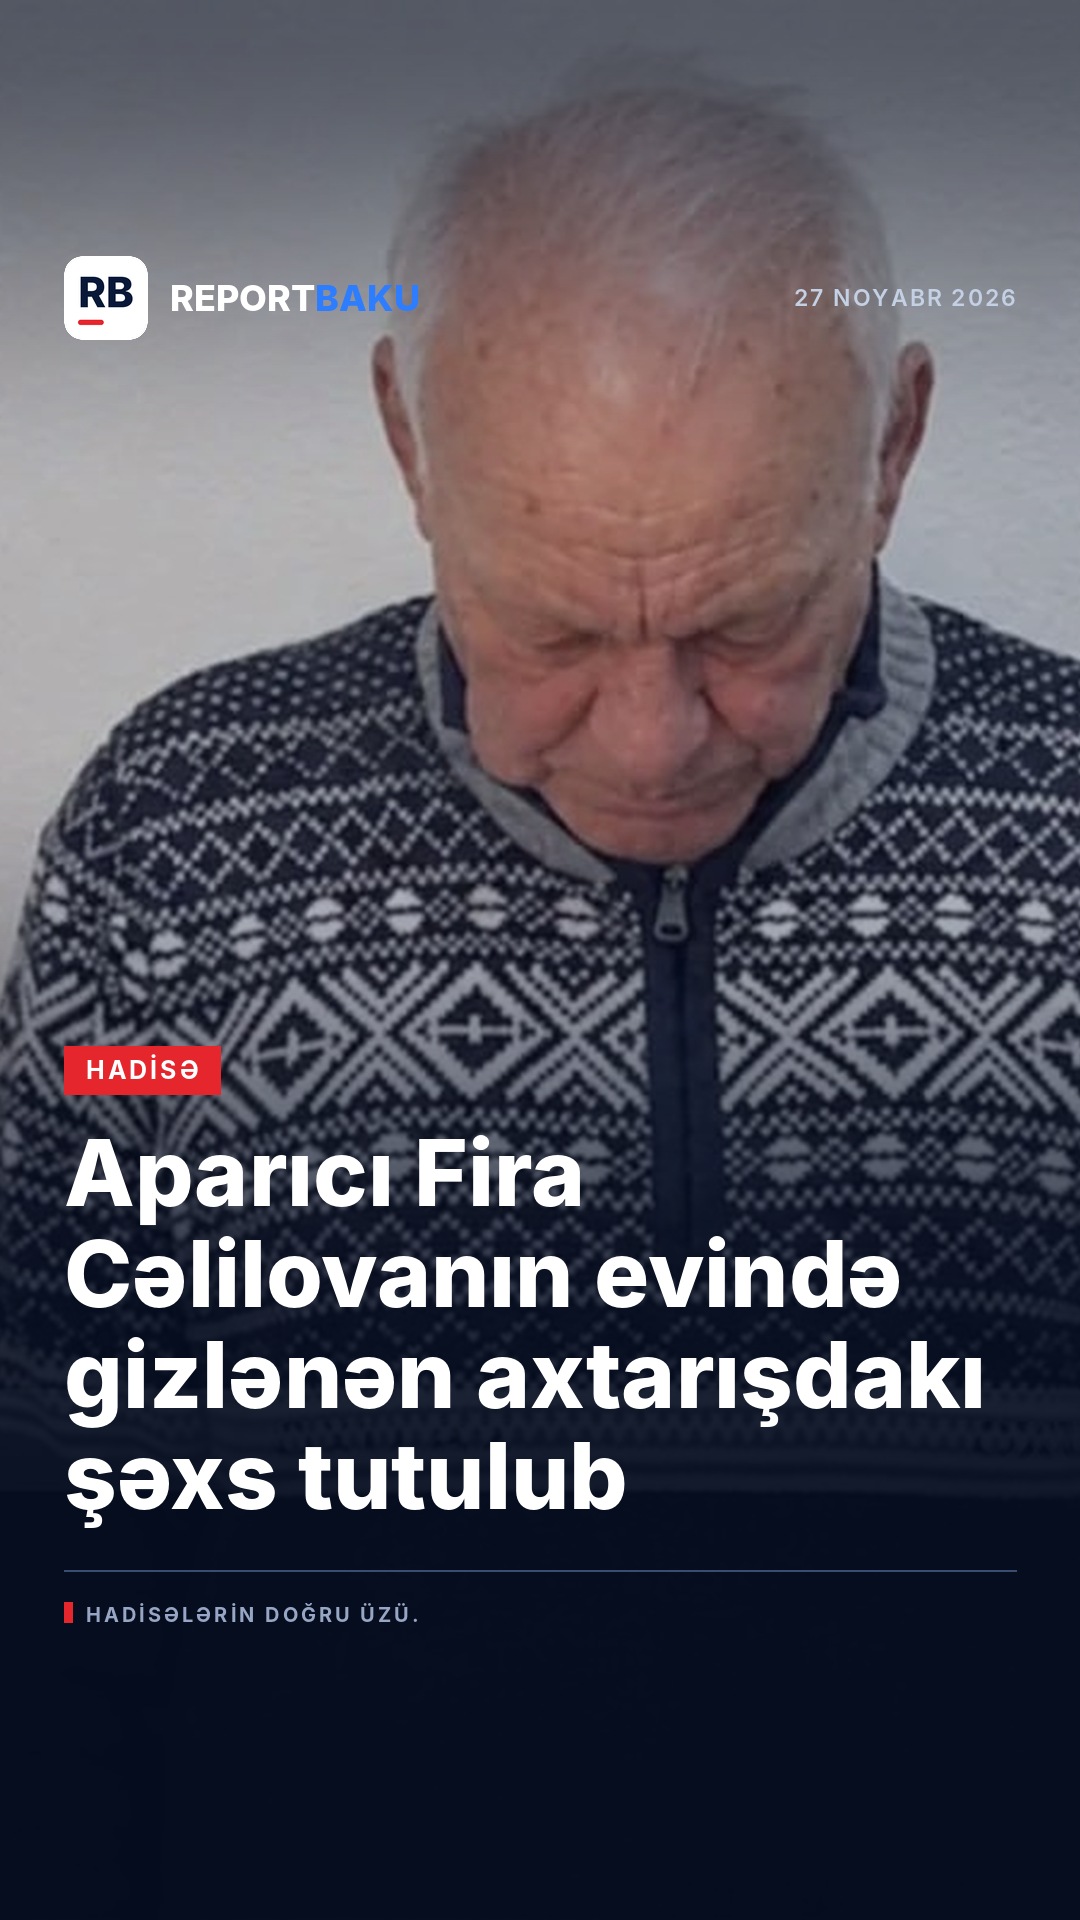 RB
REPORTBAKU
27 NOYABR 2026
HADİSƏ
Aparıcı Fira
Cəlilovanın evində
gizlənən axtarışdakı
şəxs tutulub
HADİSƏLƏRİN DOĞRU ÜZÜ.